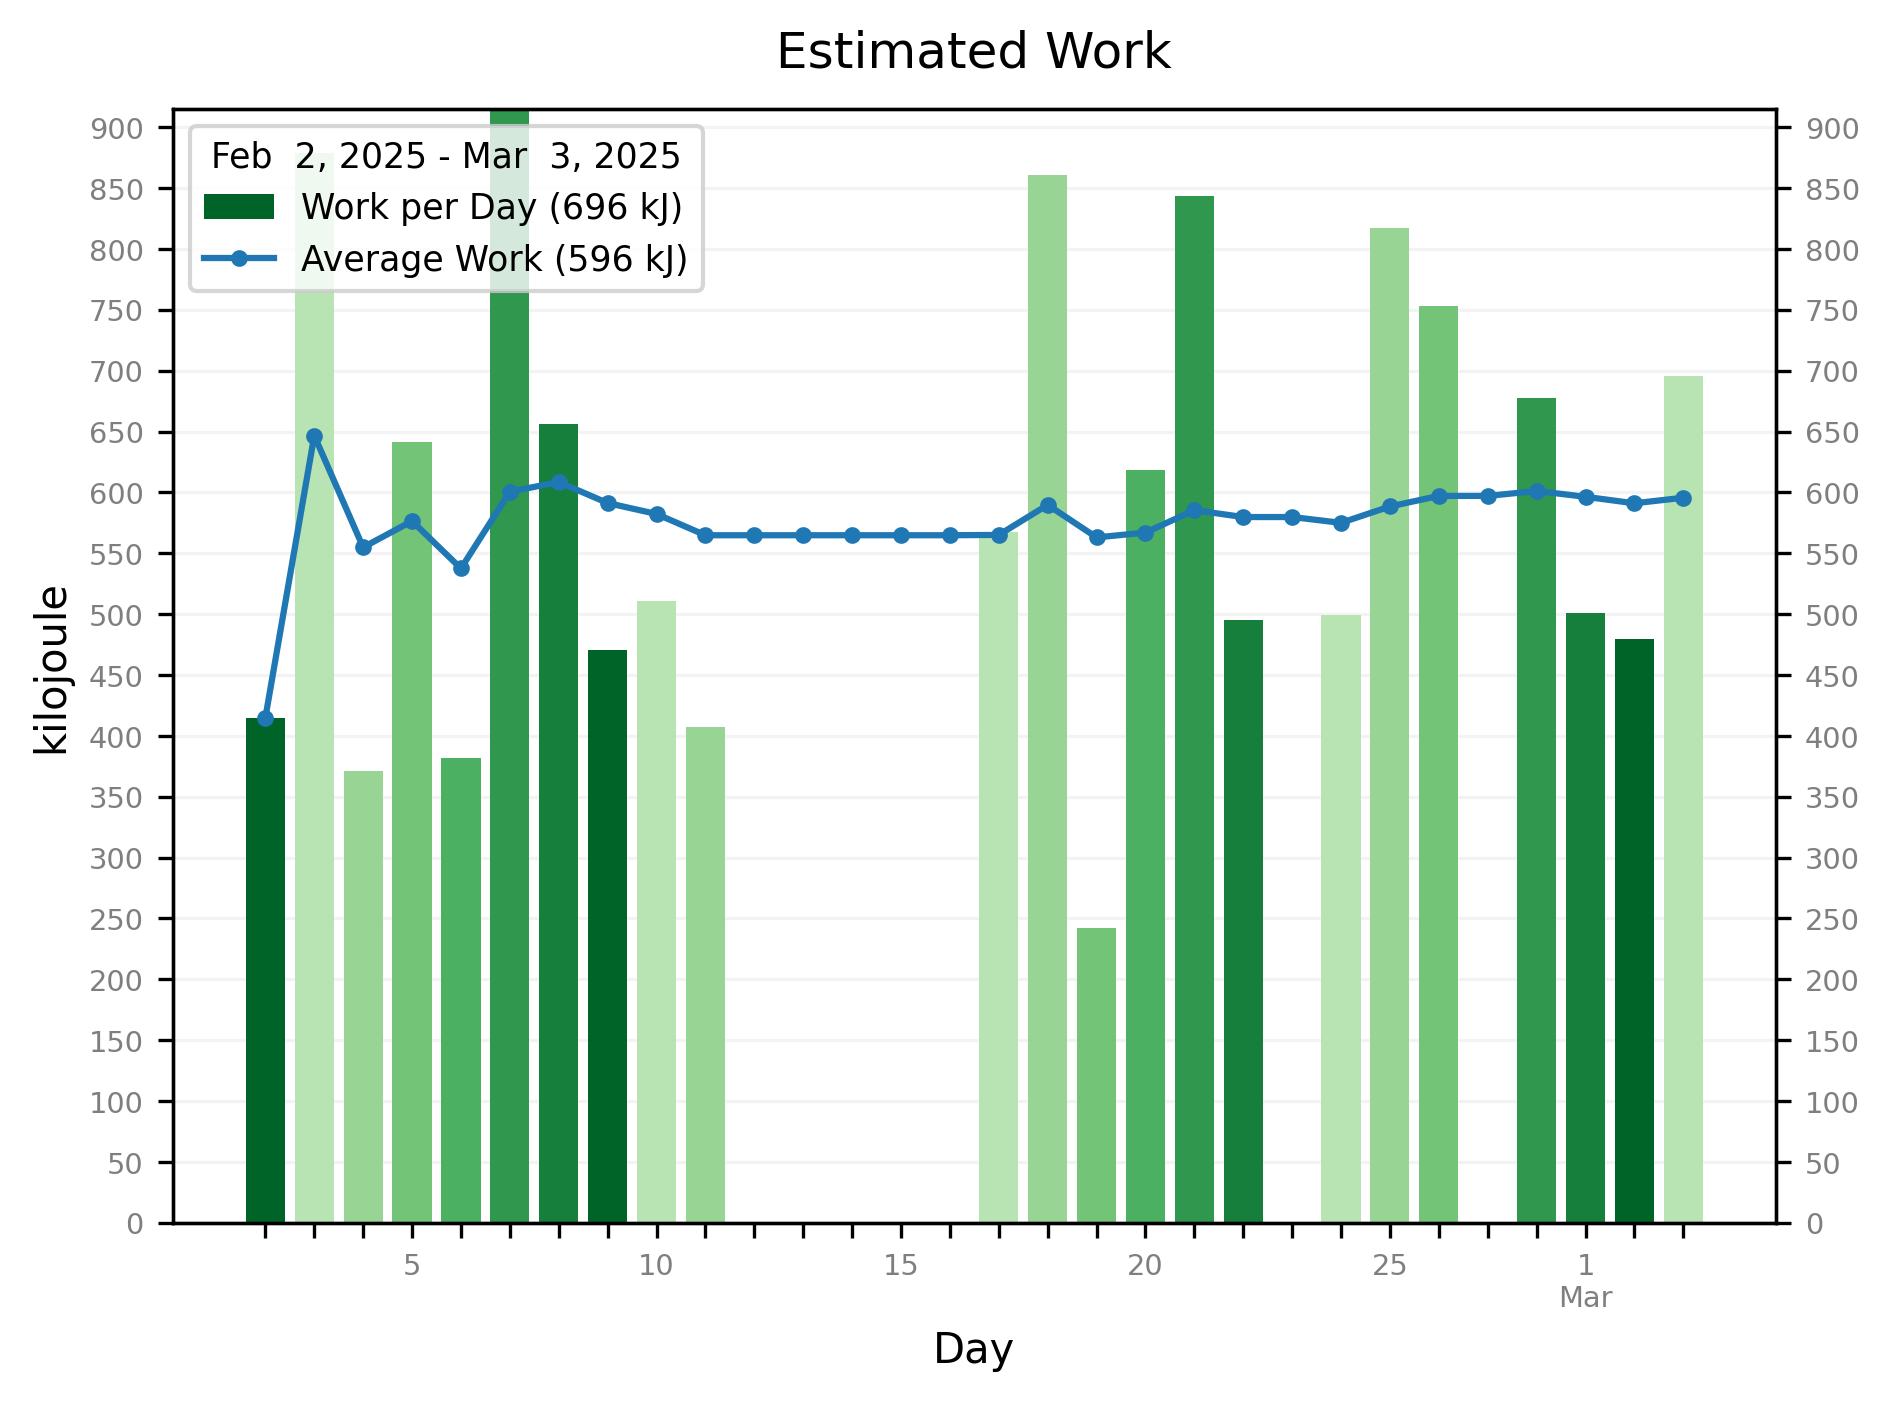 Estimated Work
Feb  2, 2025 - Mar  3, 2025
Work per Day (696 kJ)
Average Work (596 kJ)
900 900
850 850
800 800
750 750
700 700
650 650
600 600
550 550
500 500
450 450
400 400
350 350
300 300
250 250
200 200
150 150
100 100
50 50
0 0
kilojoule
5 10 15 20 25 1
Mar
Day